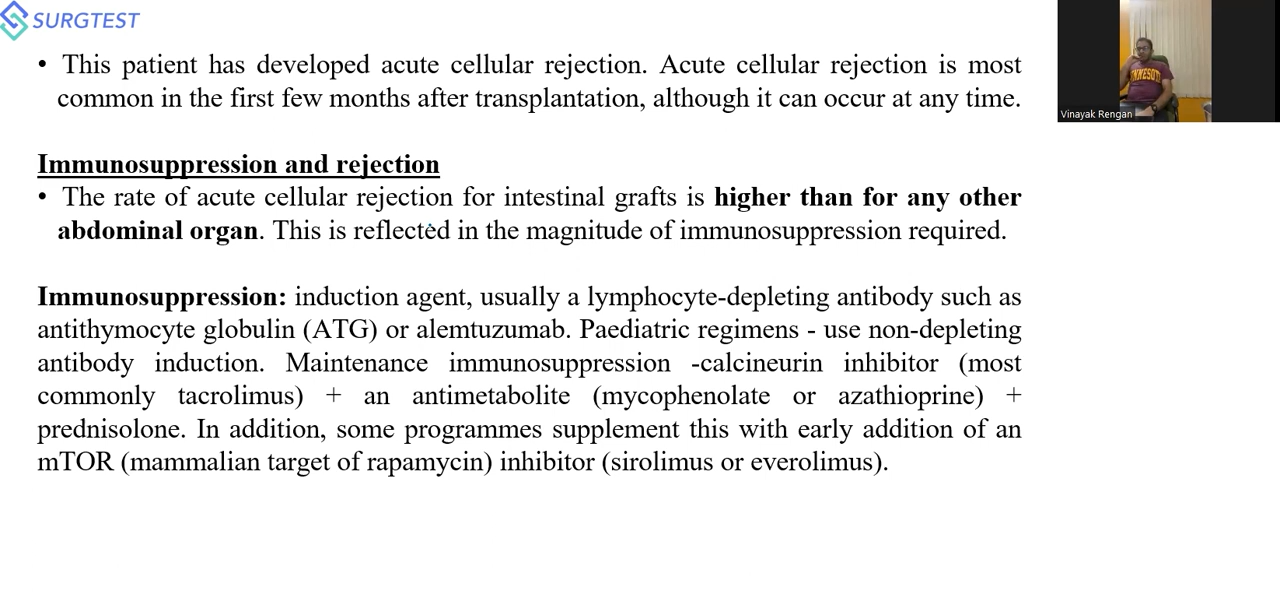 SURGTEST
• This patient has developed acute cellular rejection. Acute cellular rejection is most
common in the first few months after transplantation, although it can occur at any time.
Immunosuppression and rejection
• The rate of acute cellular rejection for intestinal grafts is higher than for any other
abdominal organ. This is reflected in the magnitude of immunosuppression required.
Immunosuppression: induction agent, usually a lymphocyte-depleting antibody such as
antithymocyte globulin (ATG) or alemtuzumab. Paediatric regimens - use non-depleting
antibody induction. Maintenance immunosuppression -calcineurin inhibitor (most
commonly tacrolimus) + an antimetabolite (mycophenolate or azathioprine) +
prednisolone. In addition, some programmes supplement this with early addition of an
mTOR (mammalian target of rapamycin) inhibitor (sirolimus or everolimus).
Vinayak Rengan